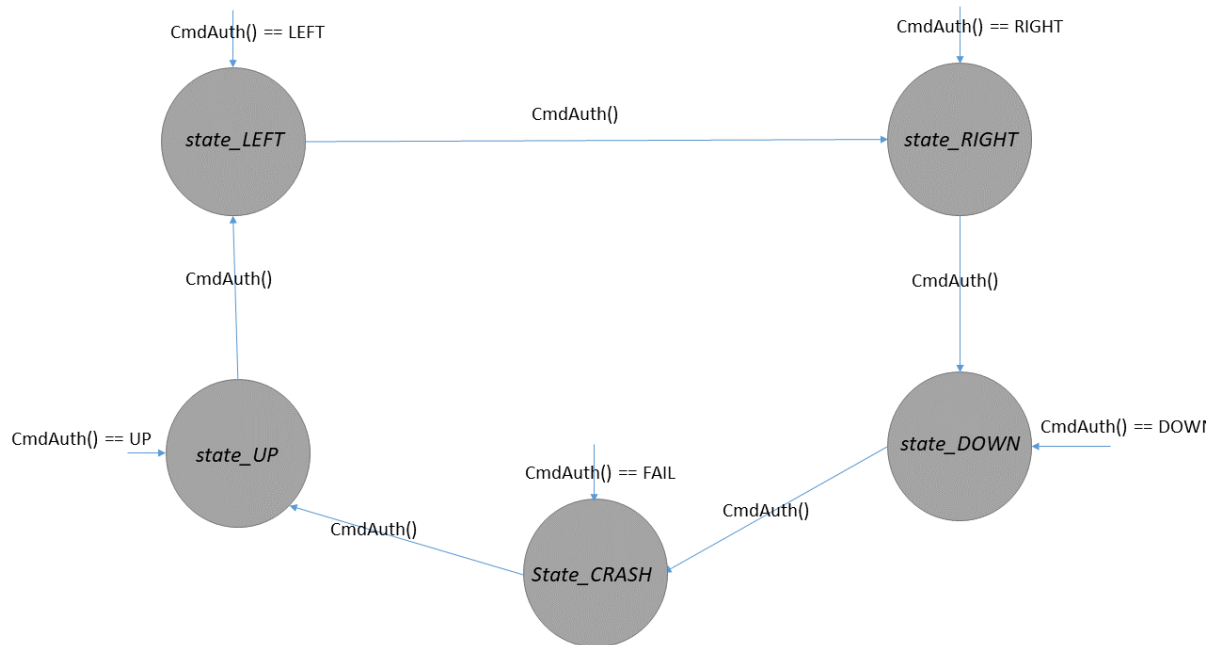 CmdAuth() == LEFT
CmdAuth() == RIGHT
CmdAuth()
state_LEFT
state_RIGHT
CmdAuth()
CmdAuth()
CmdAuth() == UP
state_UP
CmdAuth() == DOWN
state_DOWN
CmdAuth() == FAIL
CmdAuth()
CmdAuth()
State_CRASH